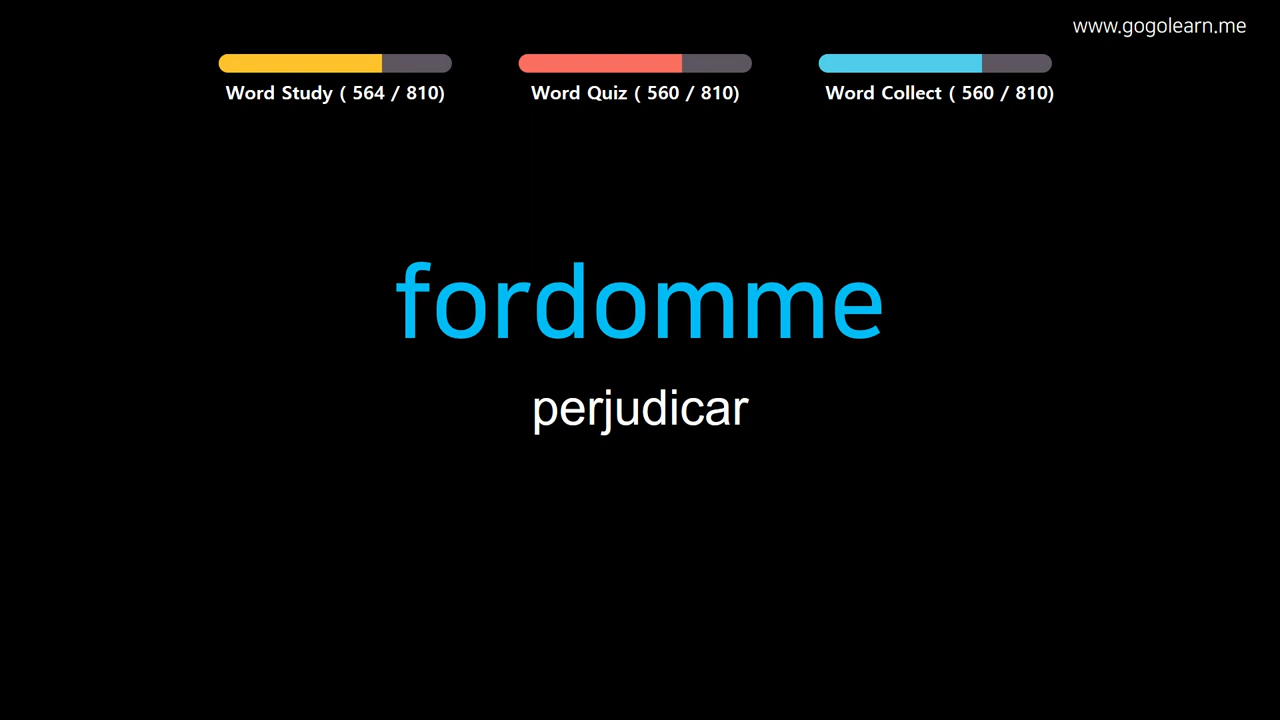 www.gogolearn.me
Word Study ( 564 / 810)
Word Quiz ( 560 / 810)
Word Collect ( 560 / 810)
fordomme
perjudicar